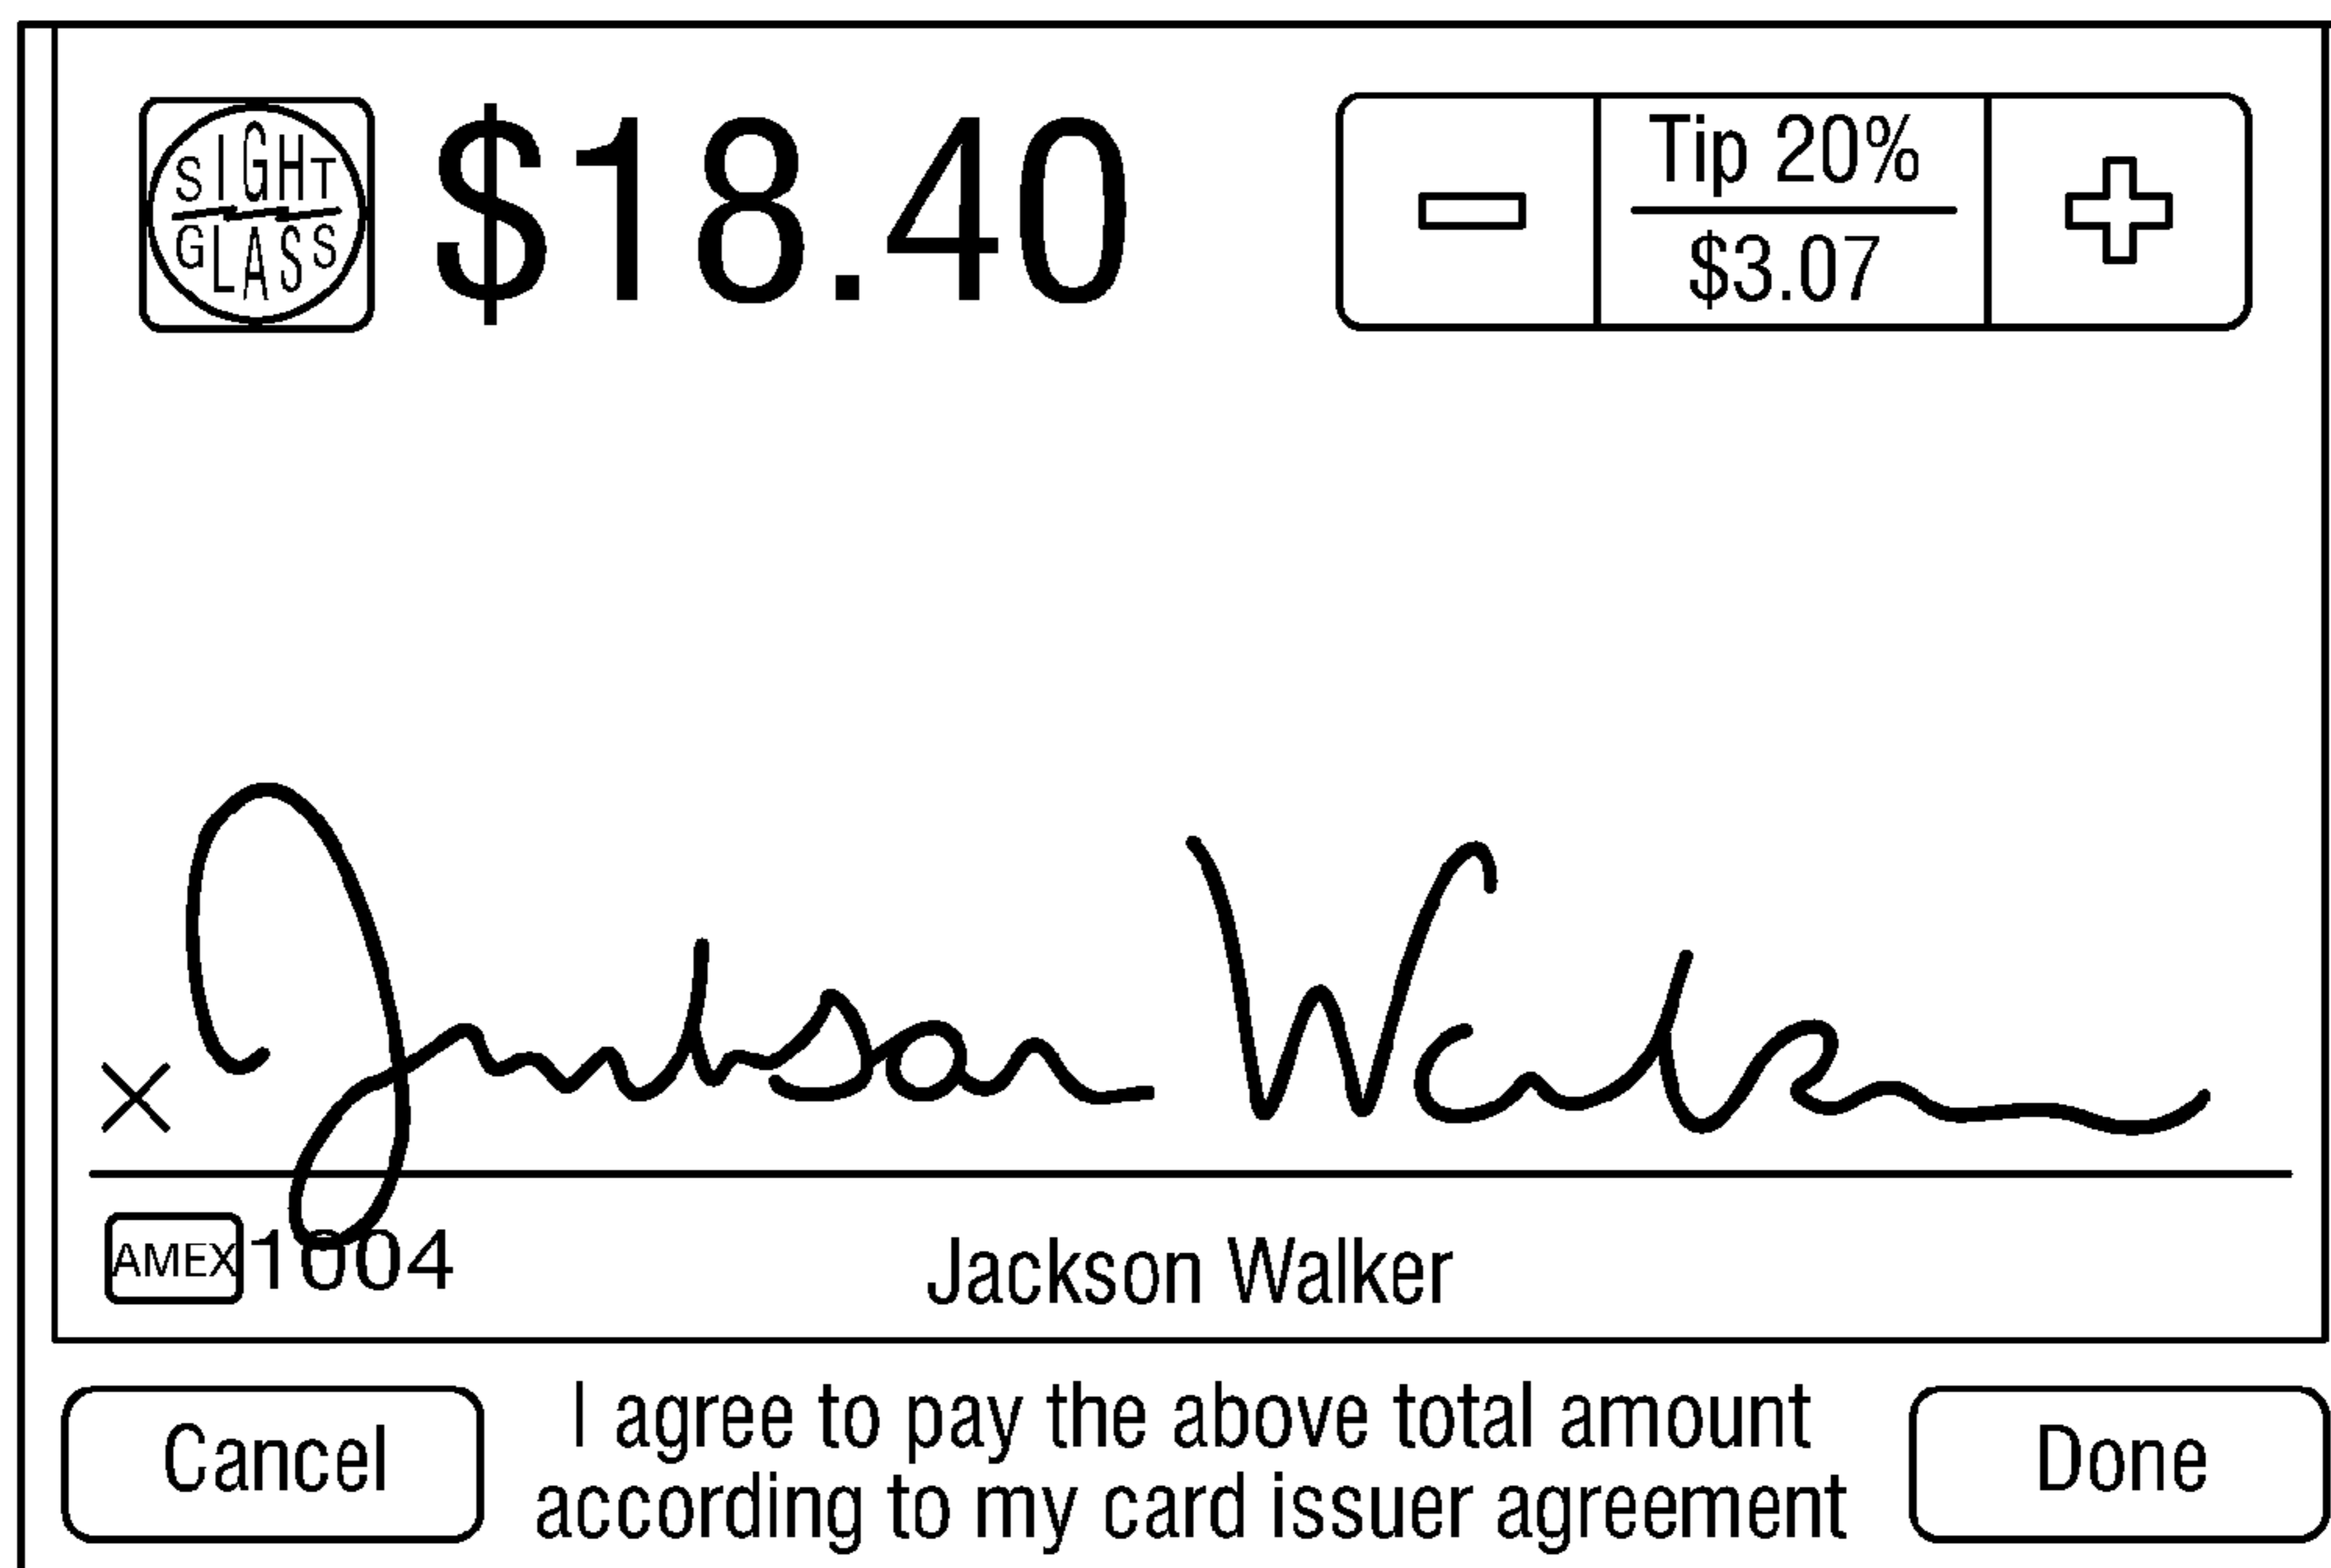 SIGHT
GLASS
$18.40
Tip 20%
$3.07
Jackson Walker
AMEX 1004
Jackson Walker
Cancel
I agree to pay the above total amount
according to my card issuer agreement
Done